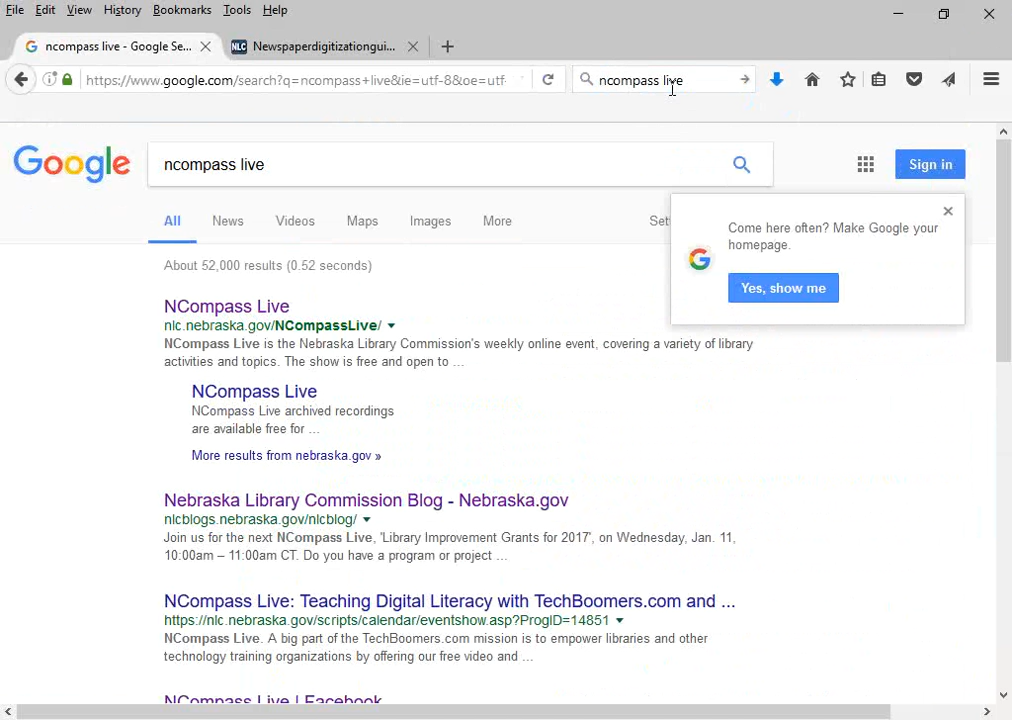 File Edit View History Bookmarks Tools Help
ncompass live - Google Se... Newspaperdigitizationgui...
https://www.google.com/search?q=ncompass+live&ie=utf-8&oe=utf- ncompass live
Google ncompass live Sign in
All News Videos Maps Images More Set
Come here often? Make Google your
homepage.
Yes, show me
About 52,000 results (0.52 seconds)
NCompass Live
nlc.nebraska.gov/NCompassLive/
NCompass Live is the Nebraska Library Commission's weekly online event, covering a variety of library
activities and topics. The show is free and open to ...
NCompass Live
NCompass Live archived recordings
are available free for ...
More results from nebraska.gov »
Nebraska Library Commission Blog - Nebraska.gov
nlcblogs.nebraska.gov/nlcblog/
Join us for the next NCompass Live, 'Library Improvement Grants for 2017', on Wednesday, Jan. 11,
10:00am – 11:00am CT. Do you have a program or project ...
NCompass Live: Teaching Digital Literacy with TechBoomers.com and ...
https://nlc.nebraska.gov/scripts/calendar/eventshow.asp?ProgID=14851
NCompass Live. A big part of the TechBoomers.com mission is to empower libraries and other
technology training organizations by offering our free video and ...
NCompass Live | Facebook